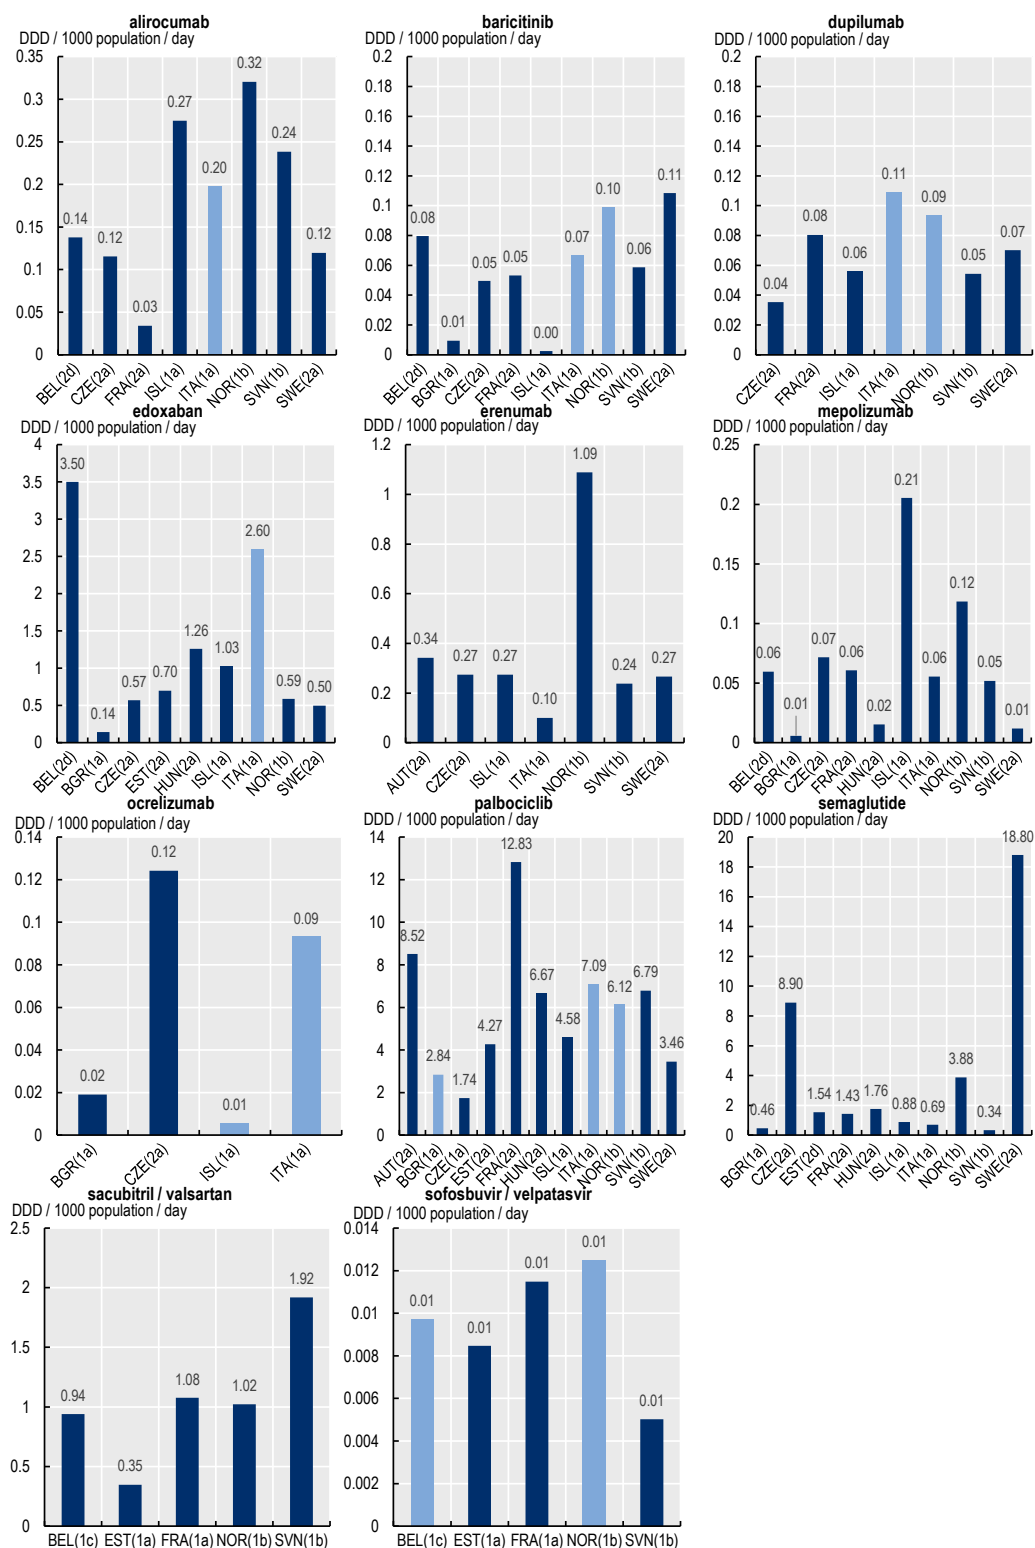 alirocumab
DDD / 1000 population / day
0.35
0.3
0.25
0.2
0.15
0.1
0.05
0
0.14
0.12
0.03
0.27
0.20
0.32
0.24
0.12
BEL(2d)
CZE(2a)
FRA(2a)
ISL(1a)
ITA(1a)
NOR(1b)
SVN(1b)
SWE(2a)
baricitinib
DDD / 1000 population / day
0.2
0.18
0.16
0.14
0.12
0.1
0.08
0.06
0.04
0.02
0
0.08
0.01
0.05
0.05
0.00
0.07
0.10
0.06
0.11
BEL(2d)
BGR(1a)
CZE(2a)
FRA(2a)
ISL(1a)
ITA(1a)
NOR(1b)
SVN(1b)
SWE(2a)
dupilumab
DDD / 1000 population / day
0.2
0.18
0.16
0.14
0.12
0.1
0.08
0.06
0.04
0.02
0
0.04
0.08
0.06
0.11
0.09
0.05
0.07
CZE(2a)
FRA(2a)
ISL(1a)
ITA(1a)
NOR(1b)
SVN(1b)
SWE(2a)
edoxaban
DDD / 1000 population / day
4
3.5
3
2.5
2
1.5
1
0.5
0
3.50
0.14
0.57
0.70
1.26
1.03
2.60
0.59
0.50
BEL(2d)
BGR(1a)
CZE(2a)
EST(2a)
HUN(2a)
ISL(1a)
ITA(1a)
NOR(1b)
SWE(2a)
erenumab
DDD / 1000 population / day
1.2
1
0.8
0.6
0.4
0.2
0
0.34
0.27
0.27
0.10
1.09
0.24
0.27
AUT(2a)
CZE(2a)
ISL(1a)
ITA(1a)
NOR(1b)
SVN(1b)
SWE(2a)
mepolizumab
DDD / 1000 population / day
0.25
0.2
0.15
0.1
0.05
0
0.06
0.01
0.07
0.06
0.02
0.21
0.06
0.12
0.05
0.01
BEL(2d)
BGR(1a)
CZE(2a)
FRA(2a)
HUN(2a)
ISL(1a)
ITA(1a)
NOR(1b)
SVN(1b)
SWE(2a)
ocrelizumab
DDD / 1000 population / day
0.14
0.12
0.1
0.08
0.06
0.04
0.02
0
0.02
0.12
0.01
0.09
BGR(1a)
CZE(2a)
ISL(1a)
ITA(1a)
palbociclib
DDD / 1000 population / day
14
12
10
8
6
4
2
0
8.52
2.84
1.74
4.27
12.83
6.67
4.58
7.09
6.12
6.79
3.46
AUT(2a)
BGR(1a)
CZE(1a)
EST(2a)
FRA(2a)
HUN(2a)
ISL(1a)
ITA(1a)
NOR(1b)
SVN(1b)
SWE(2a)
semaglutide
DDD / 1000 population / day
20
18
16
14
12
10
8
6
4
2
0
0.46
8.90
1.54
1.43
1.76
0.88
0.69
3.88
0.34
18.80
BGR(1a)
CZE(2a)
EST(2d)
FRA(2a)
HUN(2a)
ISL(1a)
ITA(1a)
NOR(1b)
SVN(1b)
SWE(2a)
sacubitril / valsartan
DDD / 1000 population / day
2.5
2
1.5
1
0.5
0
0.94
0.35
1.08
1.02
1.92
BEL(1c) EST(1a) FRA(1a) NOR(1b) SVN(1b)
sofosbuvir / velpatasvir
DDD / 1000 population / day
0.014
0.012
0.01
0.008
0.006
0.004
0.002
0
0.01
0.01
0.01
0.01
0.01
BEL(1c) EST(1a) FRA(1a) NOR(1b) SVN(1b)